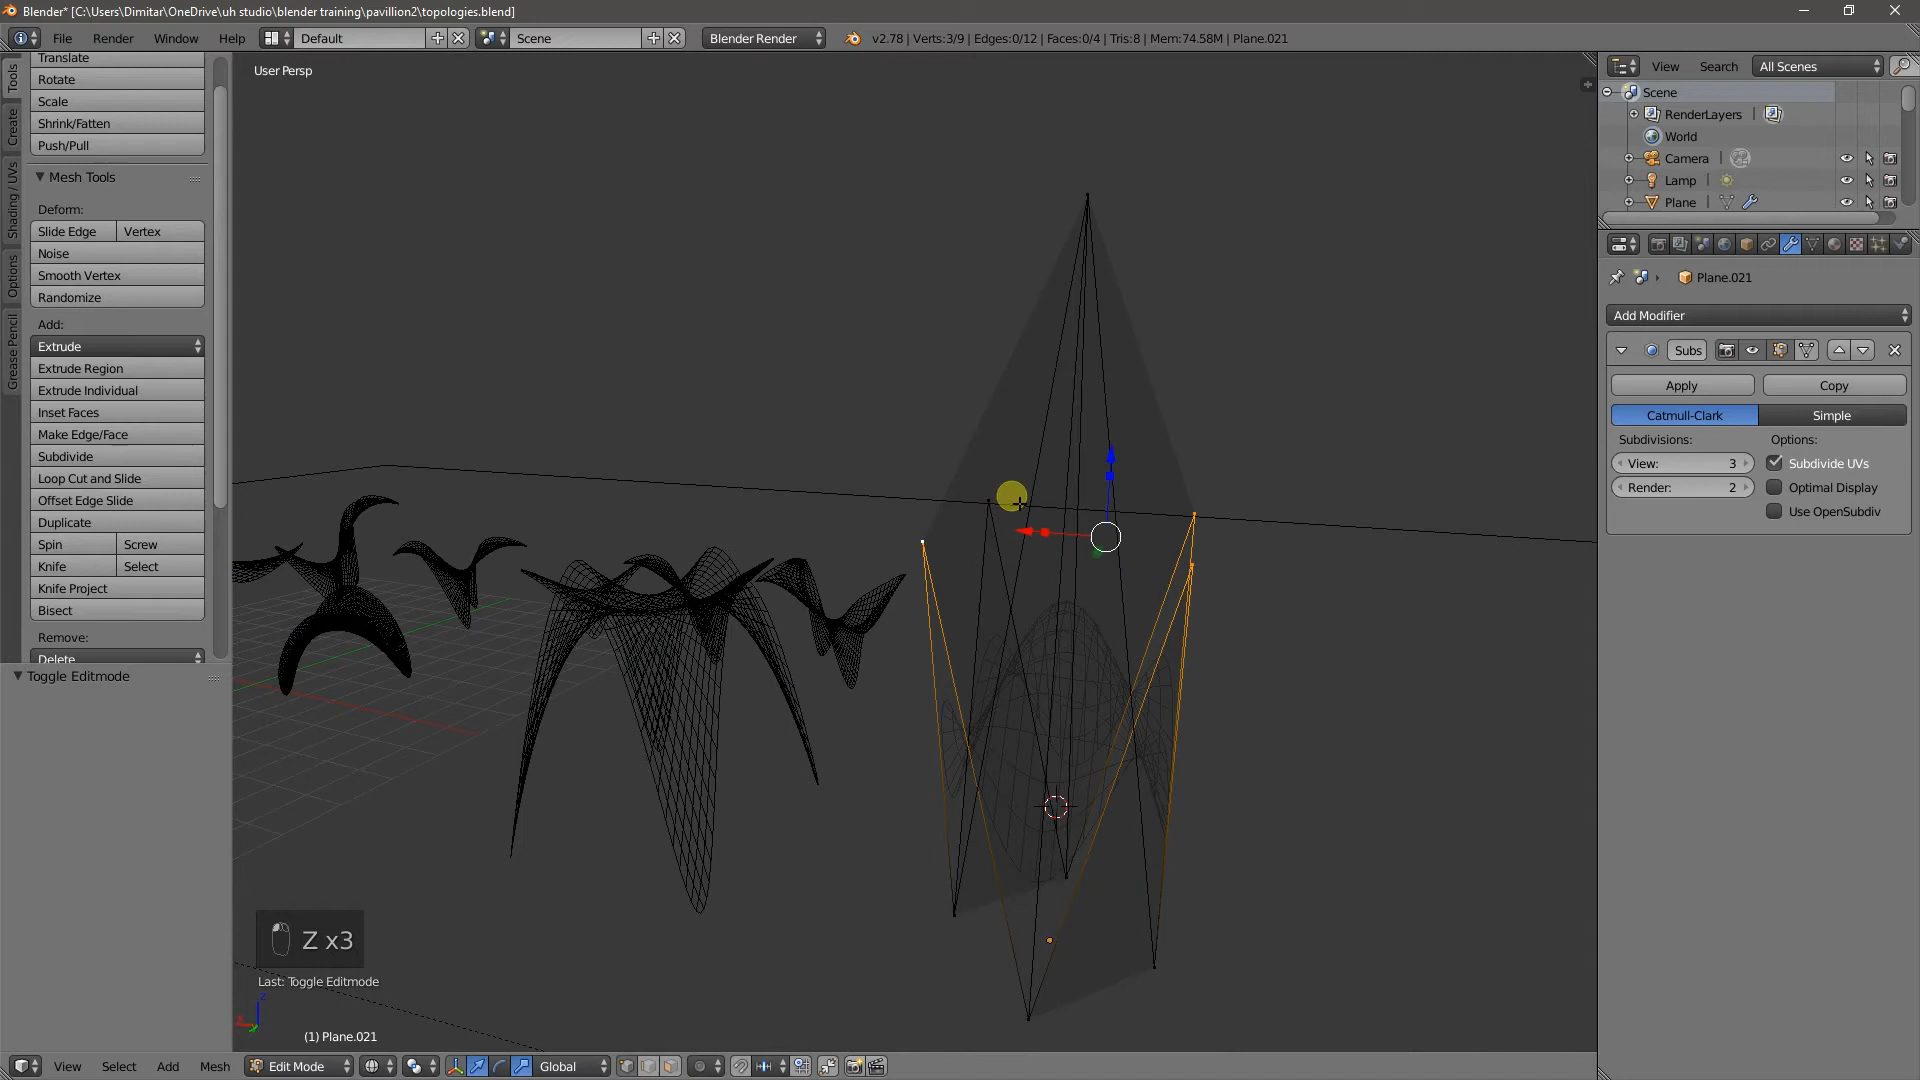 Blender* [C:\Users\Dimitar\OneDrive\uh studio\blender training\pavillion2\topologies.blend]
File Render Window Help Default Scene Blender Render v2.78 | Verts:3/9 | Edges:0/12 | Faces:0/4 | Tris:8 | Mem:74.58M | Plane.021
Tools
Create
Shading / UVs
Options
Grease Pencil
Translate
Rotate
Scale
Shrink/Fatten
Push/Pull
Mesh Tools
Deform:
Slide Edge Vertex
Noise
Smooth Vertex
Randomize
Add:
Extrude
Extrude Region
Extrude Individual
Inset Faces
Make Edge/Face
Subdivide
Loop Cut and Slide
Offset Edge Slide
Duplicate
Spin Screw
Knife Select
Knife Project
Bisect
Remove:
Delete
Toggle Editmode
User Persp
Z x3
Last: Toggle Editmode
z
(1) Plane.021
View Select Add Mesh Edit Mode Global
View Search All Scenes
Scene
RenderLayers |
World
Camera |
Lamp |
Plane |
Plane.021
Add Modifier
Subs
Apply Copy
Catmull-Clark Simple
Subdivisions: Options:
View: 3 Subdivide UVs
Render: 2 Optimal Display
Use OpenSubdiv